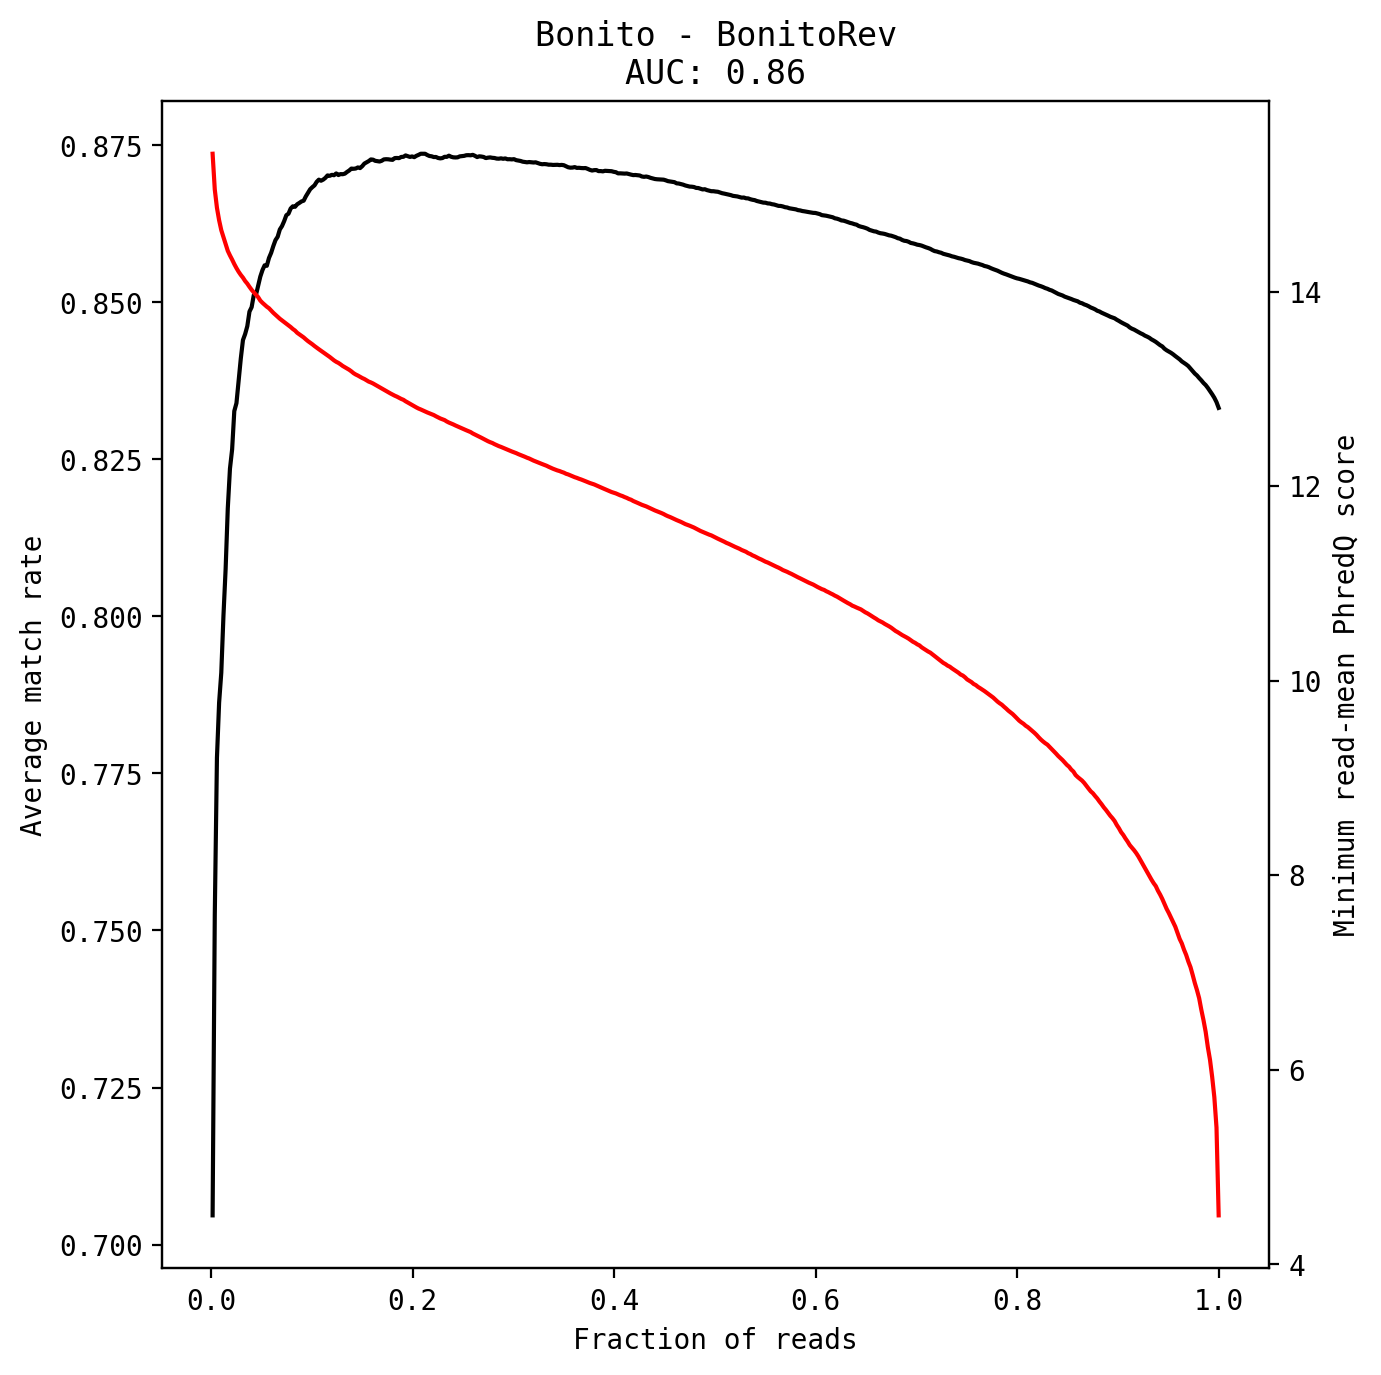 Bonito - BonitoRev
AUC: 0.86
Average match rate
0.875
0.850
0.825
0.800
0.775
0.750
0.725
0.700
14
12
10
8
6
4
Minimum read-mean PhredQ score
0.0 0.2 0.4 0.6 0.8 1.0
Fraction of reads